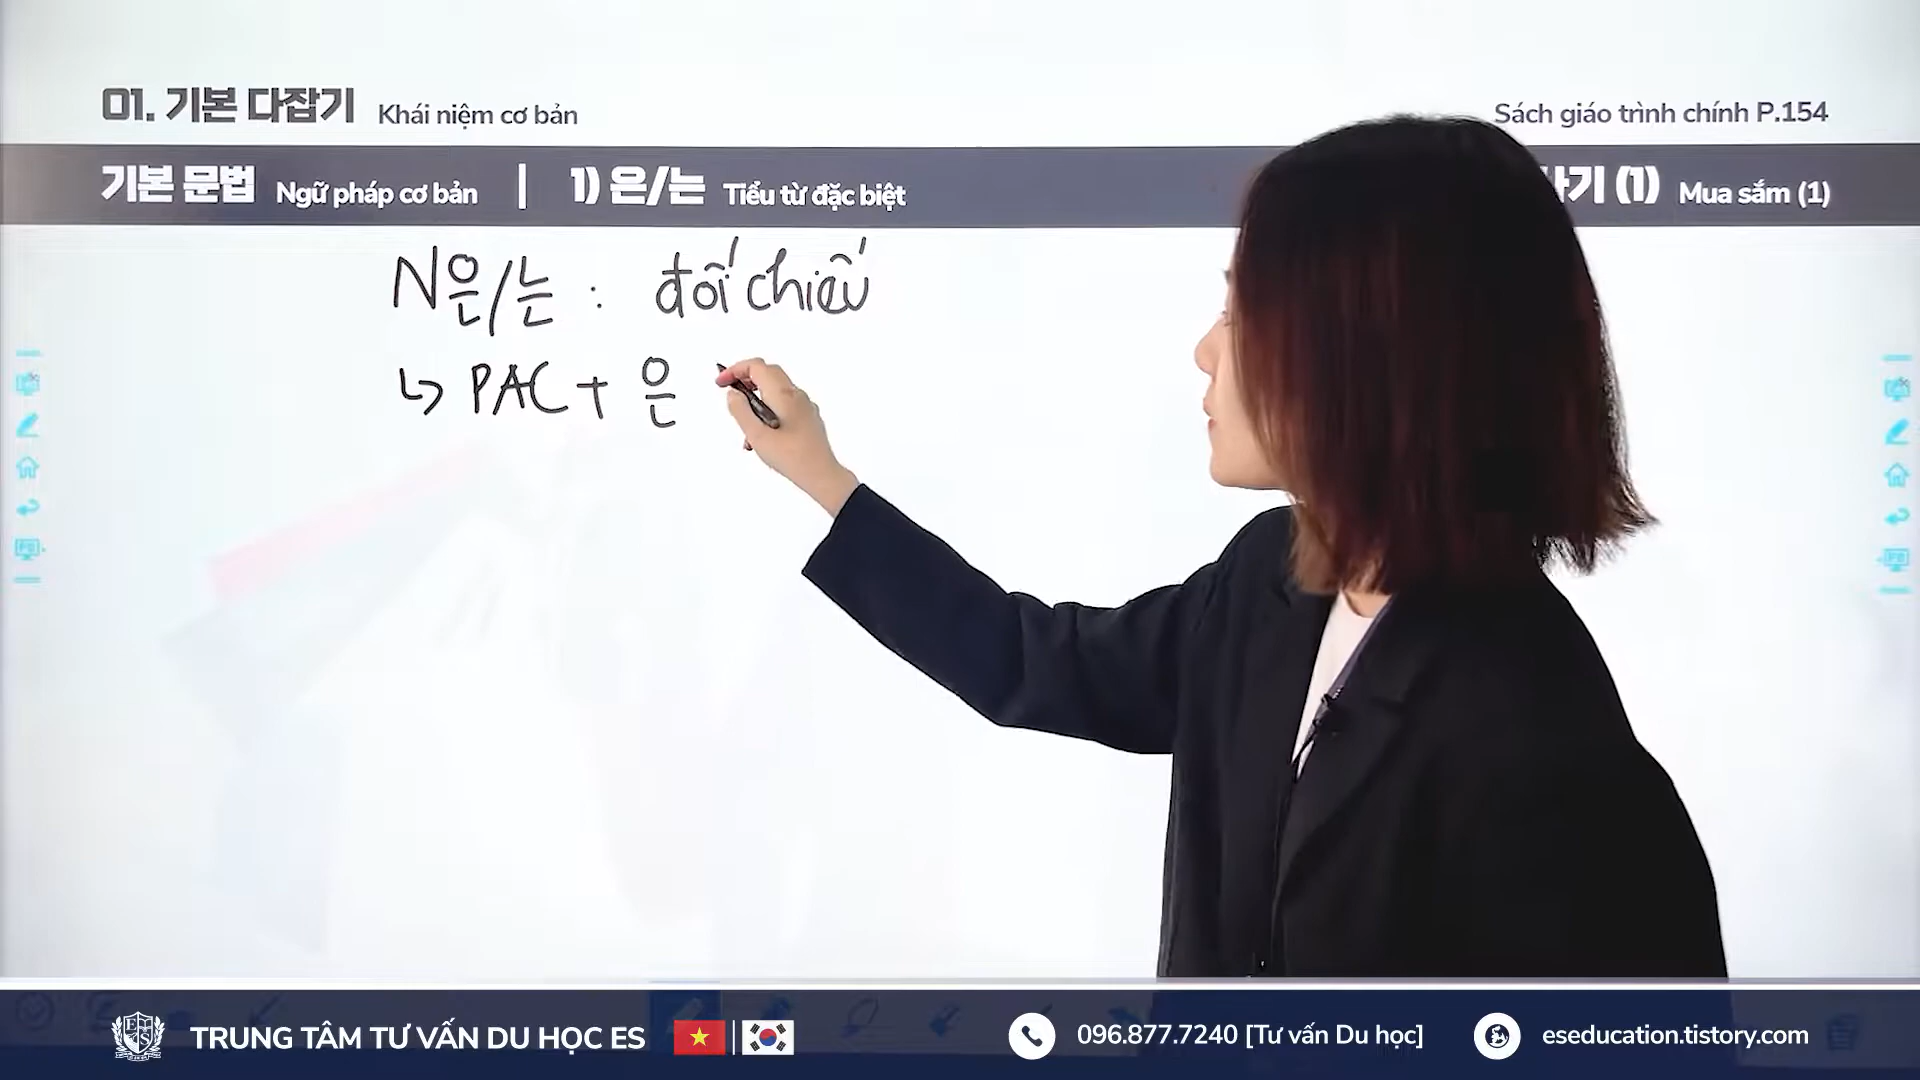 01. 기본 다잡기 Khái niệm cơ bản
Sách giáo trình chính P.154
기본 문법 Ngữ pháp cơ bản | 1) 은/는 Tiểu từ đặc biệt
기 (1) Mua sắm (1)
N은/는 : đối chiếu
↳ PAC + 은
TRUNG TÂM TƯ VẤN DU HỌC ES
096.877.7240 [Tư vấn Du học]
eseducation.tistory.com